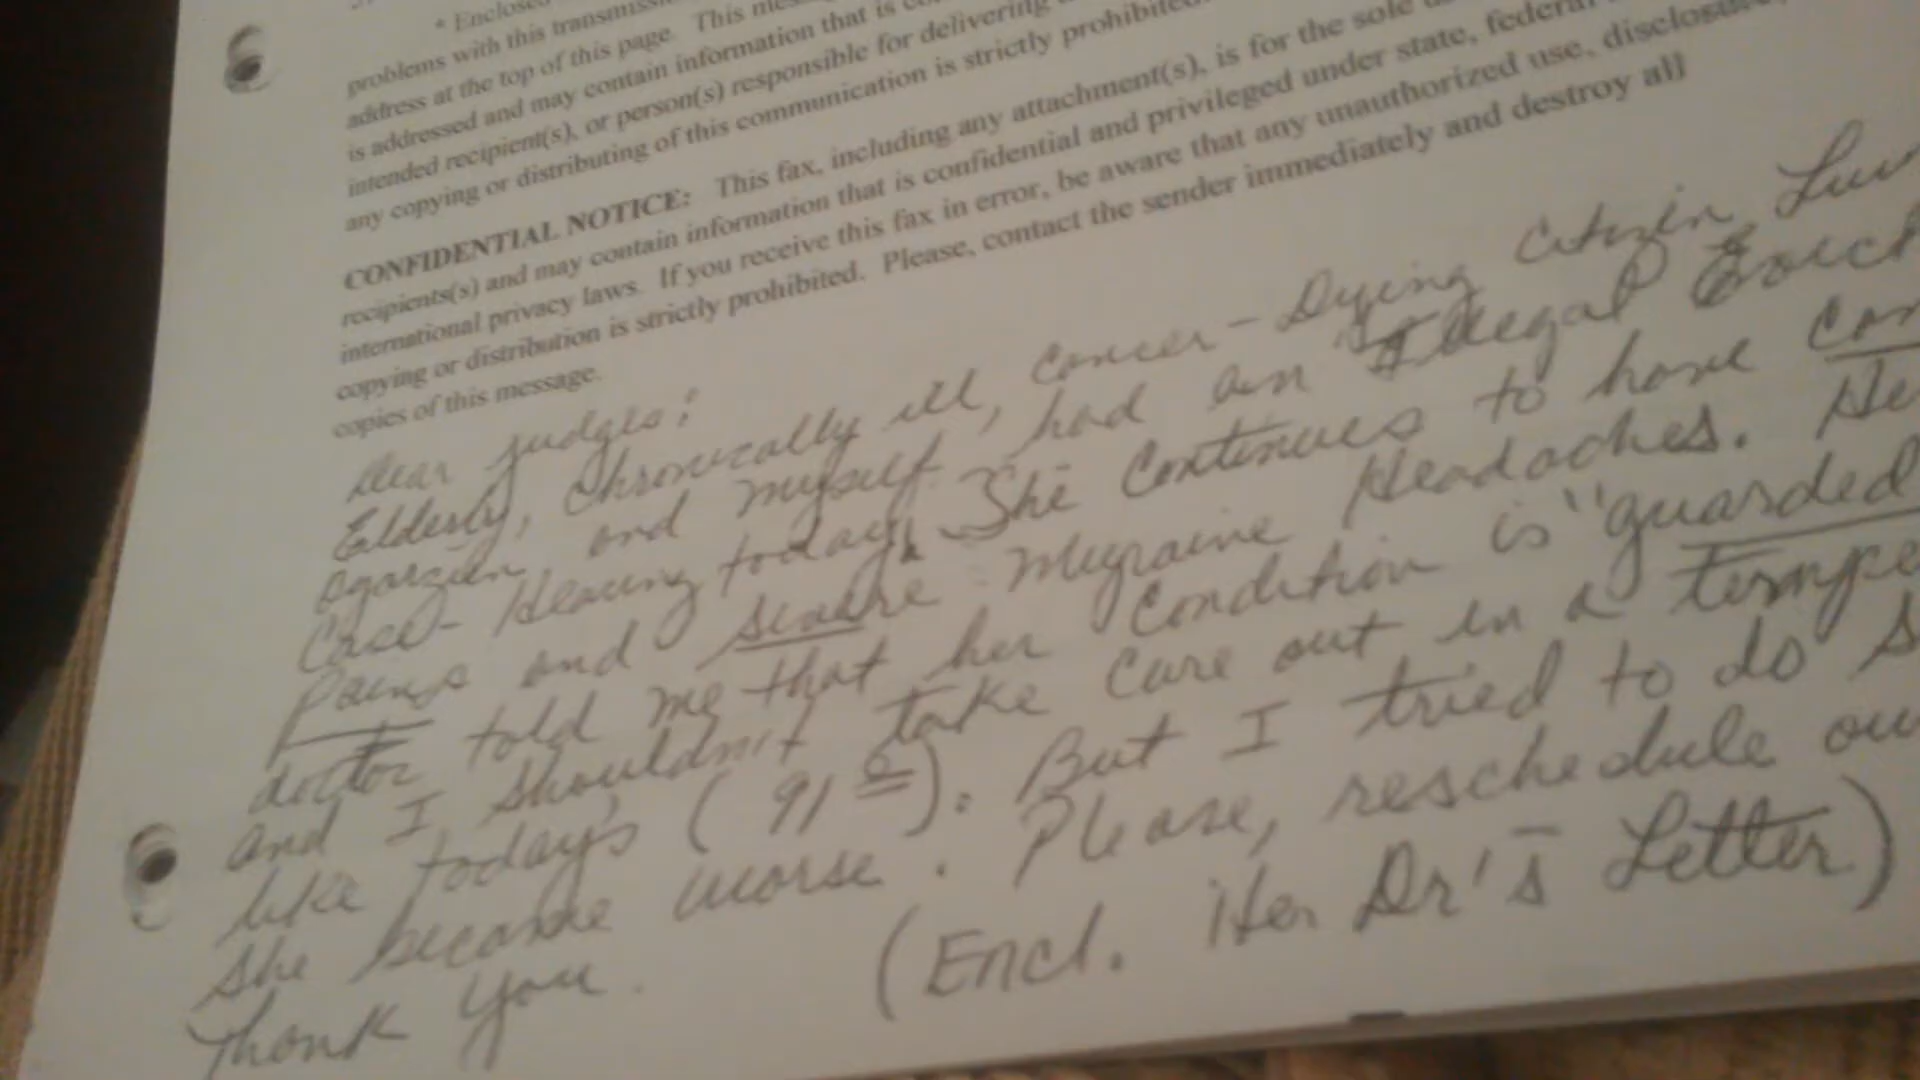 * Enclosed
problems with this transmiss
address at the top of this page. This mes
is addressed and may contain information that is co
intended recipient(s), or person(s) responsible for delivering
any copying or distributing of this communication is strictly prohibited.
CONFIDENTIAL NOTICE: This fax, including any attachment(s), is for the sole
recipients(s) and may contain information that is confidential and privileged under state, federal
international privacy laws. If you receive this fax in error, be aware that any unauthorized use, disclosure,
copying or distribution is strictly prohibited. Please, contact the sender immediately and destroy all
copies of this message.
Dear Judges:
Elderly, Chronically ill, Cancer-Dying Citizen
and myself, had an Illegal
Case-Hearing today. She Continues to have
Pains and severe Migraine Headaches. He
doctor told me that her Condition is "guarded
and I shouldn't take care out in a tempe
like today's (91°). But I tried to do s
She became worse. Please, reschedule ou
Thank you. (Encl. Her Dr's Letter)